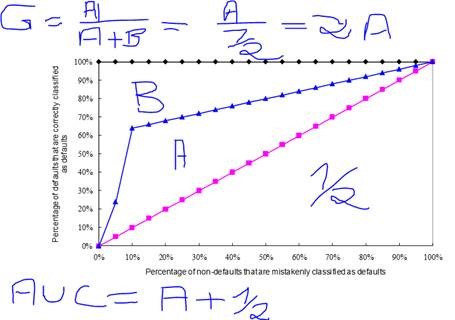 G = A / A+B = A / 1/2 = 2A
100%
90%
80%
70%
60%
50%
40%
30%
20%
10%
0%
B
A
1/2
Percentage of defaults that are correctly classified
as defaults
0% 10% 20% 30% 40% 50% 60% 70% 80% 90% 100%
Percentage of non-defaults that are mistakenly classified as defaults
AUC = A + 1/2